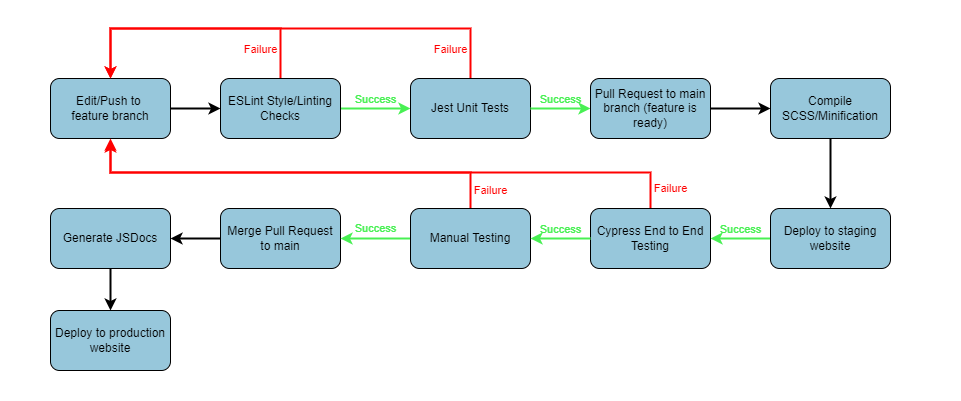 Failure
Failure
Edit/Push to
feature branch
ESLint Style/Linting
Checks
Success
Jest Unit Tests
Success
Pull Request to main
branch (feature is
ready)
Compile
SCSS/Minification
Failure
Failure
Generate JSDocs
Merge Pull Request
to main
Success
Manual Testing
Success
Cypress End to End
Testing
Success
Deploy to staging
website
Deploy to production
website